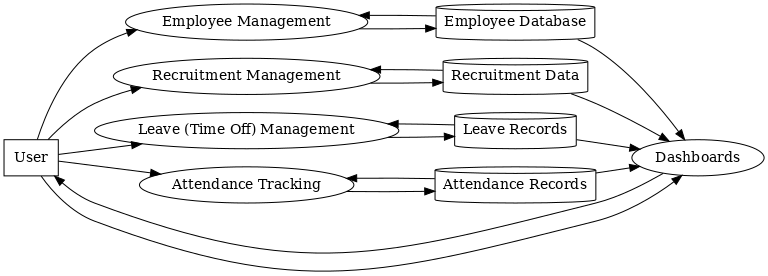 Employee Management
Employee Database
Recruitment Management
Recruitment Data
Leave (Time Off) Management
Leave Records
User
Dashboards
Attendance Tracking
Attendance Records